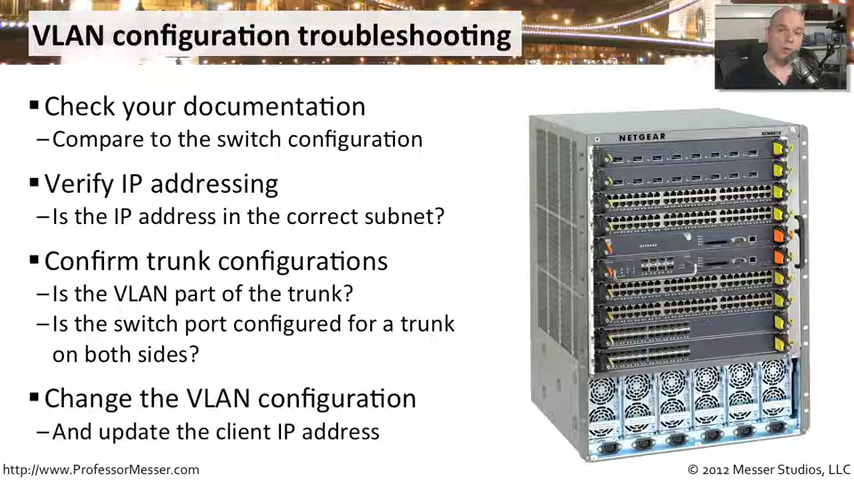 VLAN configuration troubleshooting
▪ Check your documentation
–Compare to the switch configuration
▪ Verify IP addressing
–Is the IP address in the correct subnet?
▪ Confirm trunk configurations
–Is the VLAN part of the trunk?
–Is the switch port configured for a trunk
on both sides?
▪ Change the VLAN configuration
–And update the client IP address
NETGEAR
NETGEAR
http://www.ProfessorMesser.com
© 2012 Messer Studios, LLC